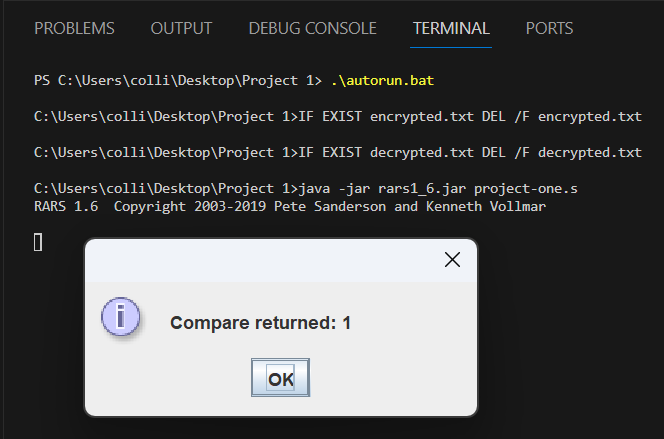 PROBLEMS OUTPUT DEBUG CONSOLE TERMINAL PORTS
PS C:\Users\colli\Desktop\Project 1> .\autorun.bat
C:\Users\colli\Desktop\Project 1>IF EXIST encrypted.txt DEL /F encrypted.txt
C:\Users\colli\Desktop\Project 1>IF EXIST decrypted.txt DEL /F decrypted.txt
C:\Users\colli\Desktop\Project 1>java -jar rars1_6.jar project-one.s
RARS 1.6  Copyright 2003-2019 Pete Sanderson and Kenneth Vollmar
Compare returned: 1
OK